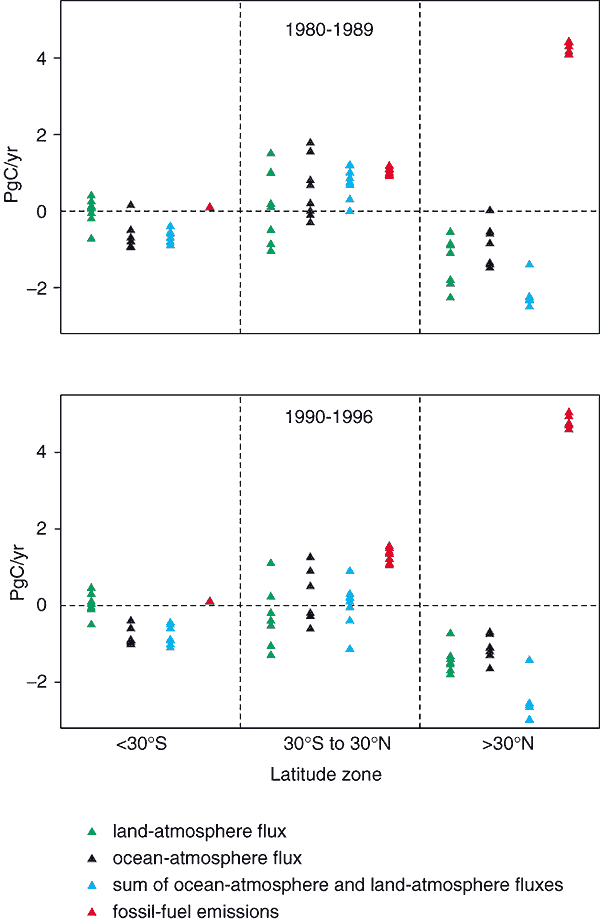 1980-1989
PgC/yr
4
2
0
−2
1990-1996
PgC/yr
4
2
0
−2
<30°S
30°S to 30°N
>30°N
Latitude zone
land-atmosphere flux
ocean-atmosphere flux
sum of ocean-atmosphere and land-atmosphere fluxes
fossil-fuel emissions